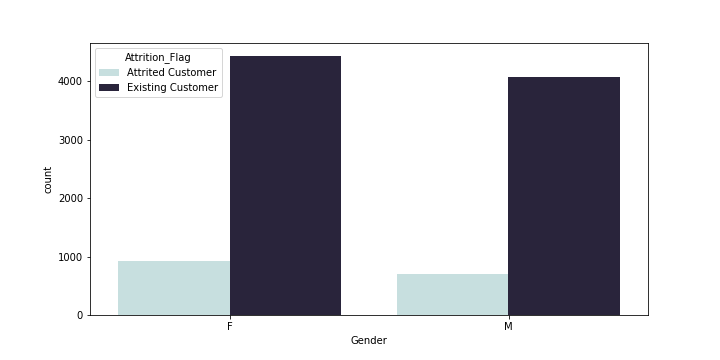 Attrition_Flag
Attrited Customer
Existing Customer
4000
3000
2000
1000
0
count
F
M
Gender